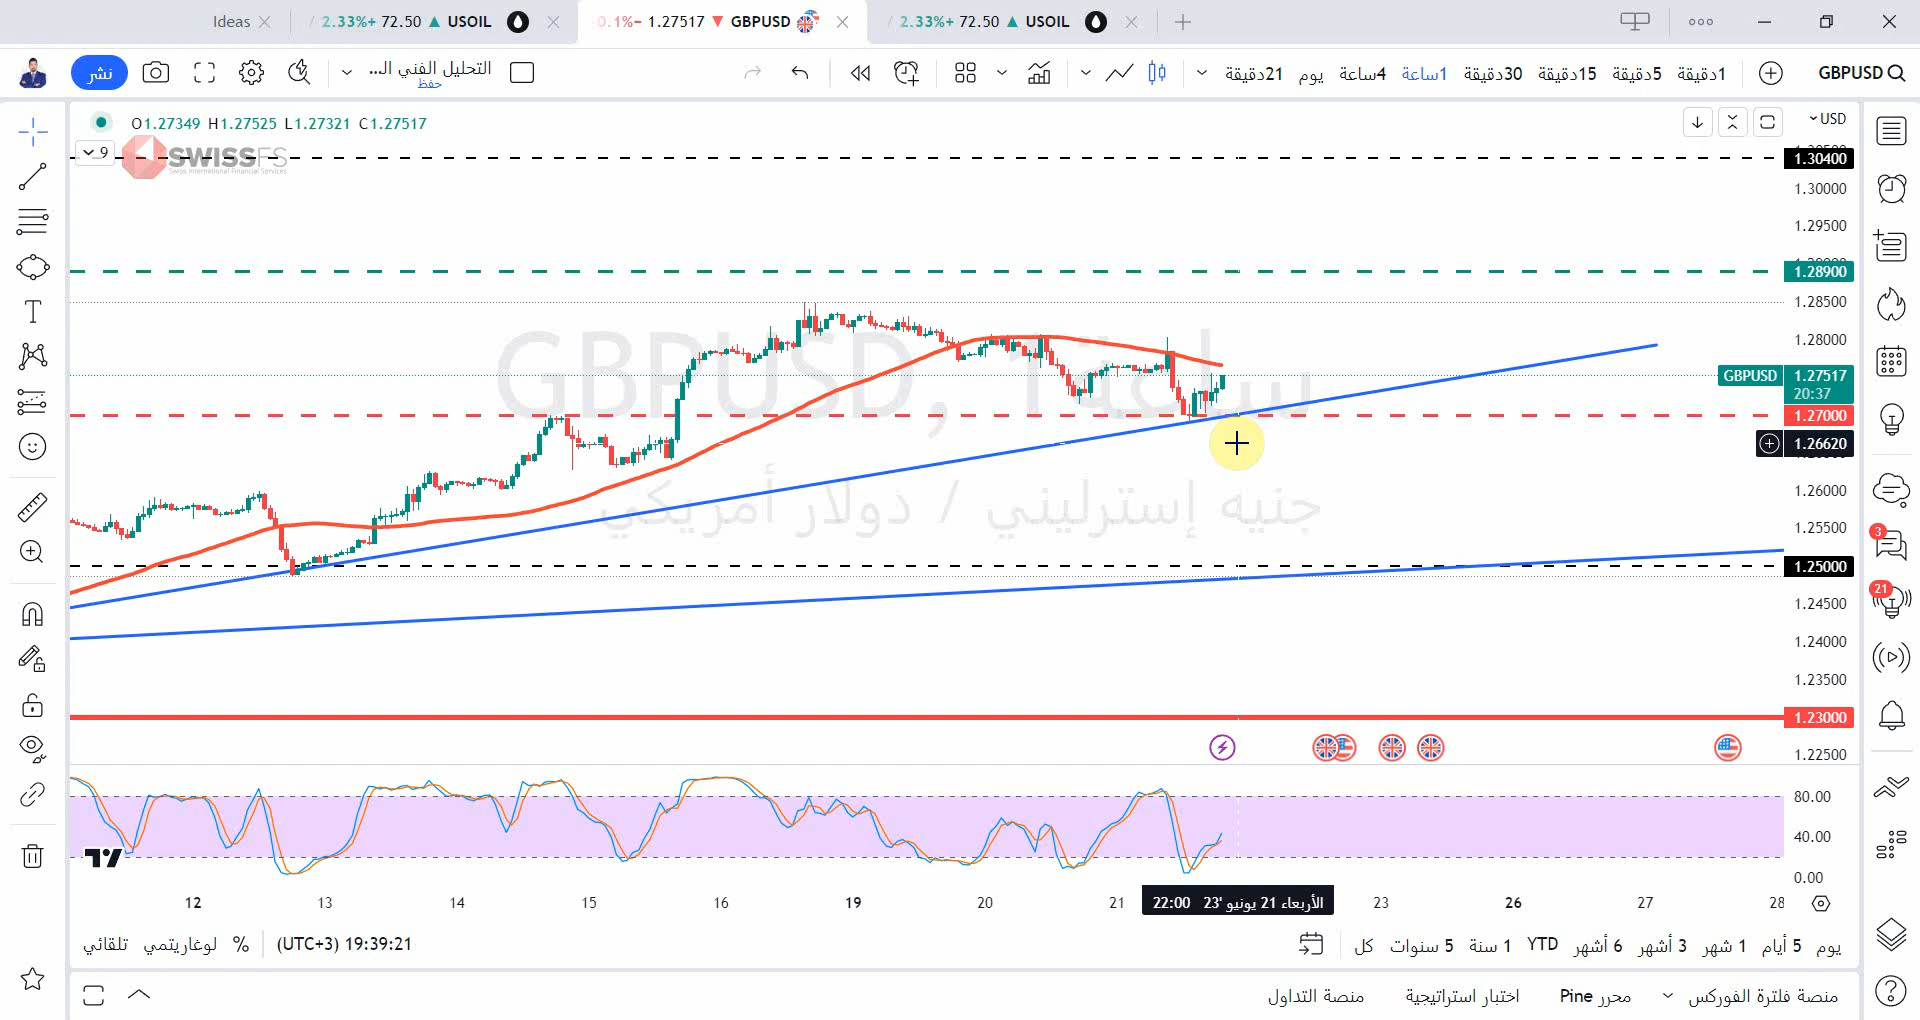 Ideas
2.33%+ 72.50 ▲ USOIL
0.1%− 1.27517 ▼ GBPUSD
2.33%+ 72.50 ▲ USOIL
نشر
التحليل الفني ال...
حفظ
21دقيقة
يوم
4ساعة
1ساعة
30دقيقة
15دقيقة
5دقيقة
1دقيقة
GBPUSD
O1.27349 H1.27525 L1.27321 C1.27517
9
SWISSFS
Swiss International Financial Services
USD
1.30400
1.30000
1.29500
1.28900
1.28500
1.28000
GBPUSD 1.27517
20:37
1.27000
1.26620
1.26000
1.25500
1.25000
1.24500
1.24000
1.23500
1.23000
1.22500
GBPUSD, 1ساعة
جنيه إسترليني / دولار أمريكي
80.00
40.00
0.00
12 13 14 15 16 19 20 21 23 26 27 28
الأربعاء 21 يونيو '23 22:00
3
21
تلقائي
لوغاريتمي
%
19:39:21 (UTC+3)
كل
5 سنوات
1 سنة
YTD
6 أشهر
3 أشهر
1 شهر
5 أيام
يوم
منصة فلترة الفوركس
محرر Pine
اختبار استراتيجية
منصة التداول